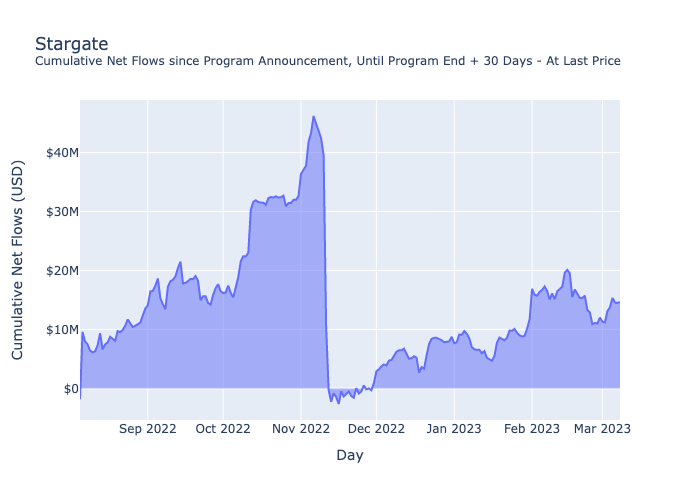 Stargate
Cumulative Net Flows since Program Announcement, Until Program End + 30 Days - At Last Price
Cumulative Net Flows (USD)
$40M
$30M
$20M
$10M
$0
Sep 2022
Oct 2022
Nov 2022
Dec 2022
Jan 2023
Feb 2023
Mar 2023
Day